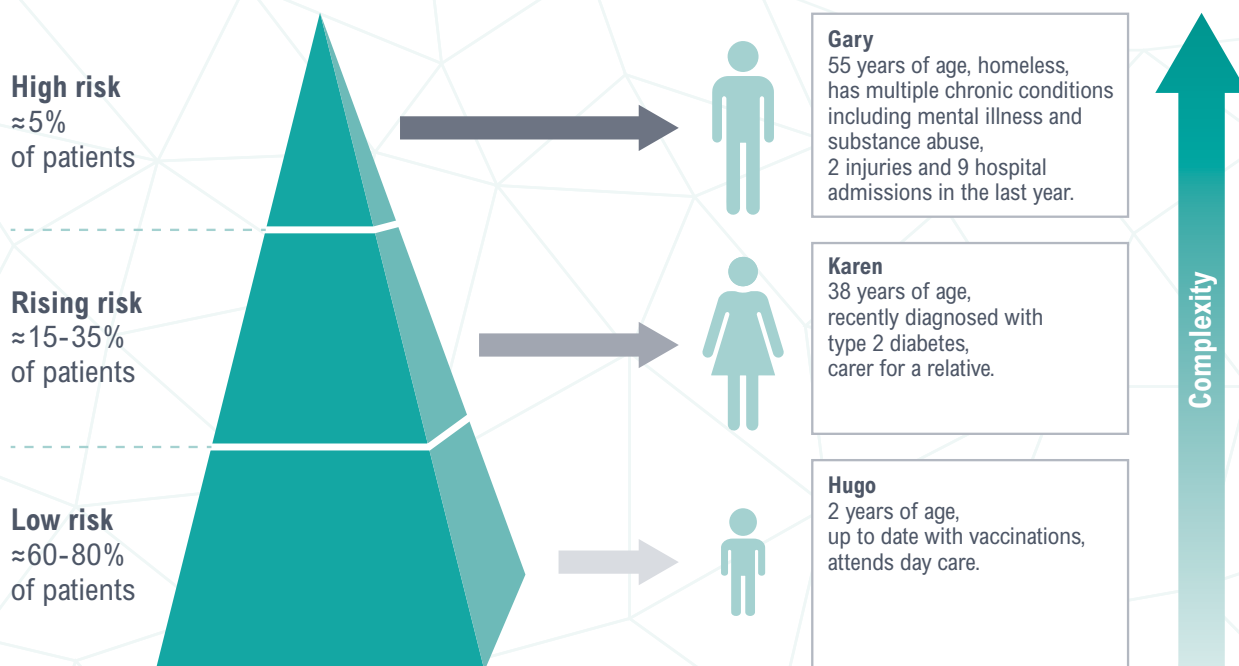 High risk
≈5%
of patients
Gary
55 years of age, homeless,
has multiple chronic conditions
including mental illness and
substance abuse,
2 injuries and 9 hospital
admissions in the last year.
Rising risk
≈15-35%
of patients
Karen
38 years of age,
recently diagnosed with
type 2 diabetes,
carer for a relative.
Low risk
≈60-80%
of patients
Hugo
2 years of age,
up to date with vaccinations,
attends day care.
Complexity